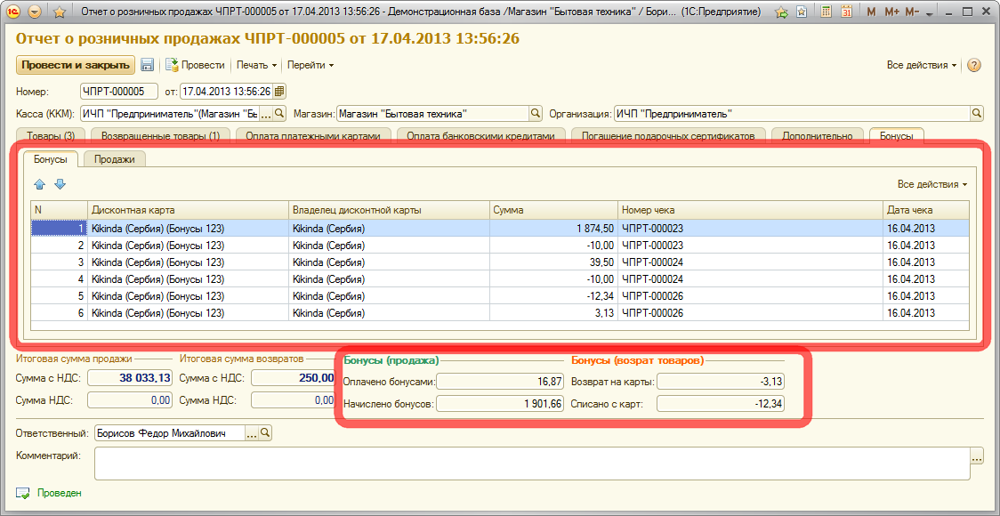 Отчет о розничных продажах ЧПРТ-000005 от 17.04.2013 13:56:26 - Демонстрационная база /Магазин "Бытовая техника" / Бори... (1С:Предприятие) 31 M M+ M-
Отчет о розничных продажах ЧПРТ-000005 от 17.04.2013 13:56:26
Провести и закрыть Провести Печать Перейти Все действия ?
Номер: ЧПРТ-000005 от: 17.04.2013 13:56:26
Касса (ККМ): ИЧП "Предприниматель"(Магазин "Бы ... Магазин: Магазин "Бытовая техника" Организация: ИЧП "Предприниматель"
Товары (3) Возвращенные товары (1) Оплата платежными картами Оплата банковскими кредитами Погашение подарочных сертификатов Дополнительно Бонусы
Бонусы Продажи
Все действия
N Дисконтная карта Владелец дисконтной карты Сумма Номер чека Дата чека
1 Kikinda (Сербия) (Бонусы 123) Kikinda (Сербия) 1 874,50 ЧПРТ-000023 16.04.2013
2 Kikinda (Сербия) (Бонусы 123) Kikinda (Сербия) -10,00 ЧПРТ-000023 16.04.2013
3 Kikinda (Сербия) (Бонусы 123) Kikinda (Сербия) 39,50 ЧПРТ-000024 16.04.2013
4 Kikinda (Сербия) (Бонусы 123) Kikinda (Сербия) -10,00 ЧПРТ-000024 16.04.2013
5 Kikinda (Сербия) (Бонусы 123) Kikinda (Сербия) -12,34 ЧПРТ-000026 16.04.2013
6 Kikinda (Сербия) (Бонусы 123) Kikinda (Сербия) 3,13 ЧПРТ-000026 16.04.2013
Итоговая сумма продажи Итоговая сумма возвратов Бонусы (продажа) Бонусы (возрат товаров)
Сумма с НДС: 38 033,13 Сумма с НДС: 250,00 Оплачено бонусами: 16,87 Возврат на карты: -3,13
Сумма НДС: 0,00 Сумма НДС: 0,00 Начислено бонусов: 1 901,66 Списано с карт: -12,34
Ответственный: Борисов Федор Михайлович ...
Комментарий: ...
Проведен